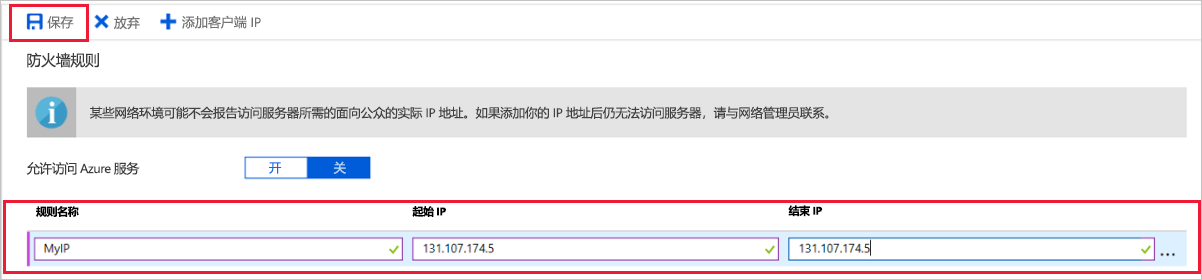 保存 放弃 添加客户端 IP
防火墙规则
某些网络环境可能不会报告访问服务器所需的面向公众的实际 IP 地址。如果添加你的 IP 地址后仍无法访问服务器，请与网络管理员联系。
允许访问 Azure 服务 开 关
规则名称 起始 IP 结束 IP
MyIP 131.107.174.5 131.107.174.5 ...